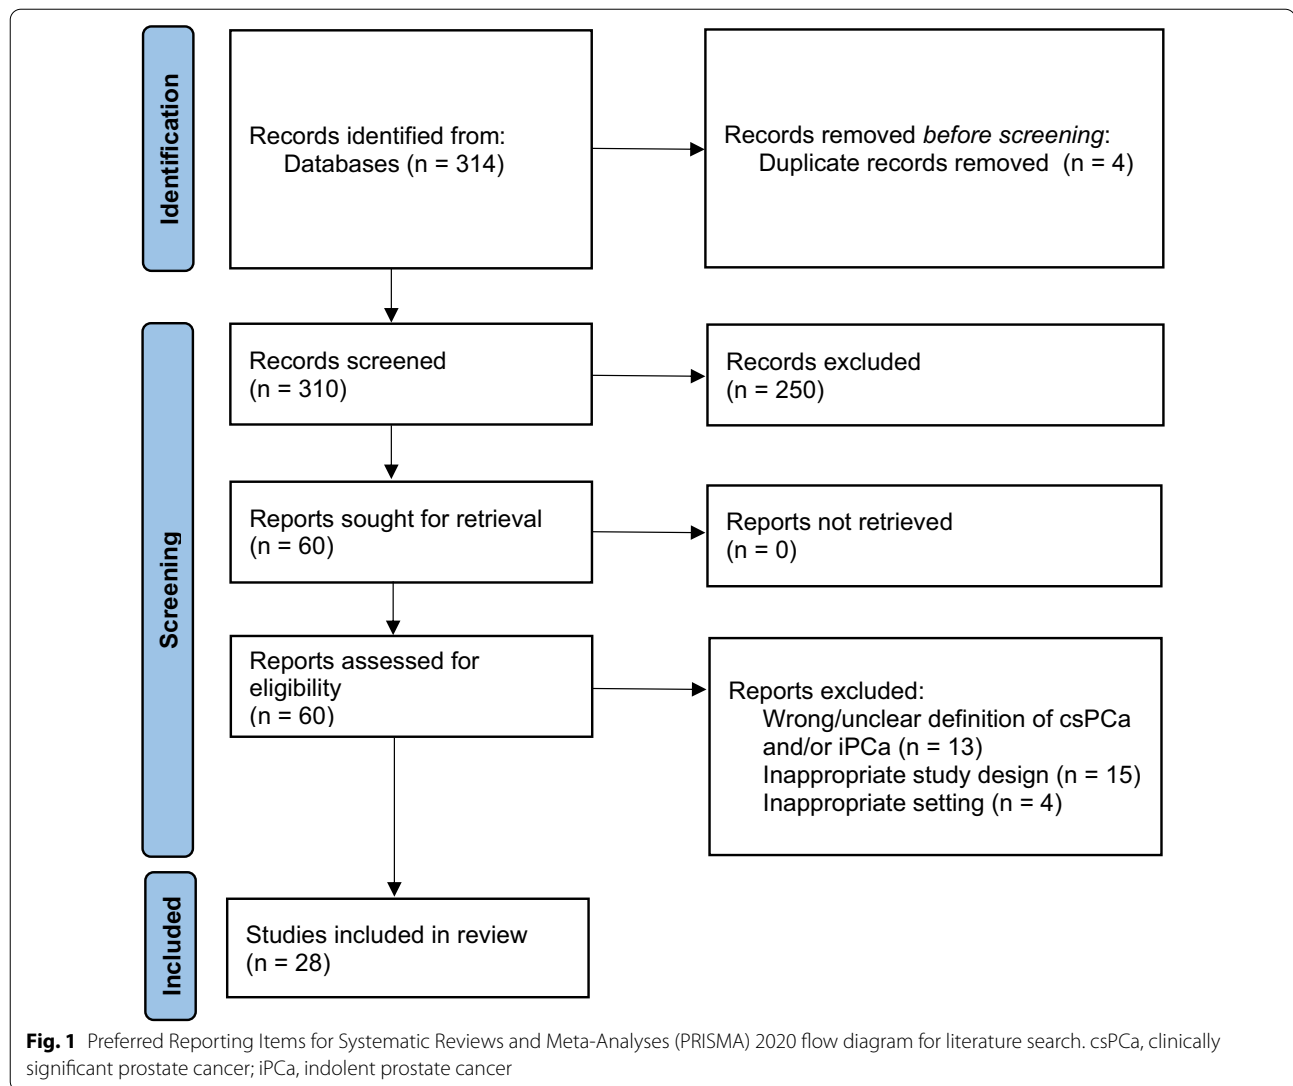 Identification
Records identified from:
Databases (n = 314)
Records removed before screening:
Duplicate records removed (n = 4)
Screening
Records screened
(n = 310)
Records excluded
(n = 250)
Reports sought for retrieval
(n = 60)
Reports not retrieved
(n = 0)
Reports assessed for
eligibility
(n = 60)
Reports excluded:
Wrong/unclear definition of csPCa
and/or iPCa (n = 13)
Inappropriate study design (n = 15)
Inappropriate setting (n = 4)
Included
Studies included in review
(n = 28)
Fig. 1 Preferred Reporting Items for Systematic Reviews and Meta-Analyses (PRISMA) 2020 flow diagram for literature search. csPCa, clinically
significant prostate cancer; iPCa, indolent prostate cancer